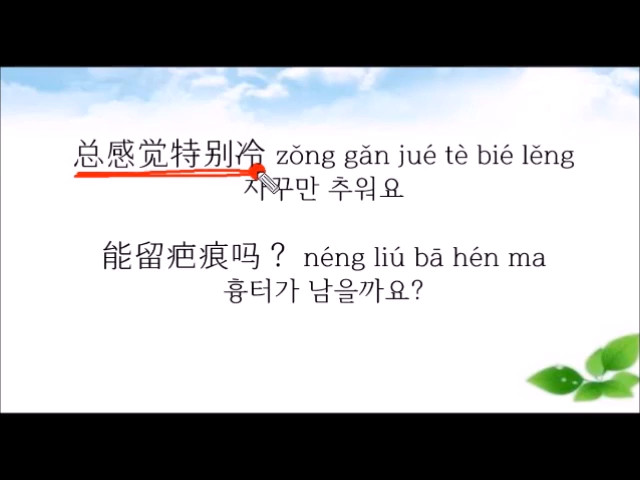 总感觉特别冷 zǒng gǎn jué tè bié lěng
자꾸만 추워요
能留疤痕吗？ néng liú bā hén ma
흉터가 남을까요?